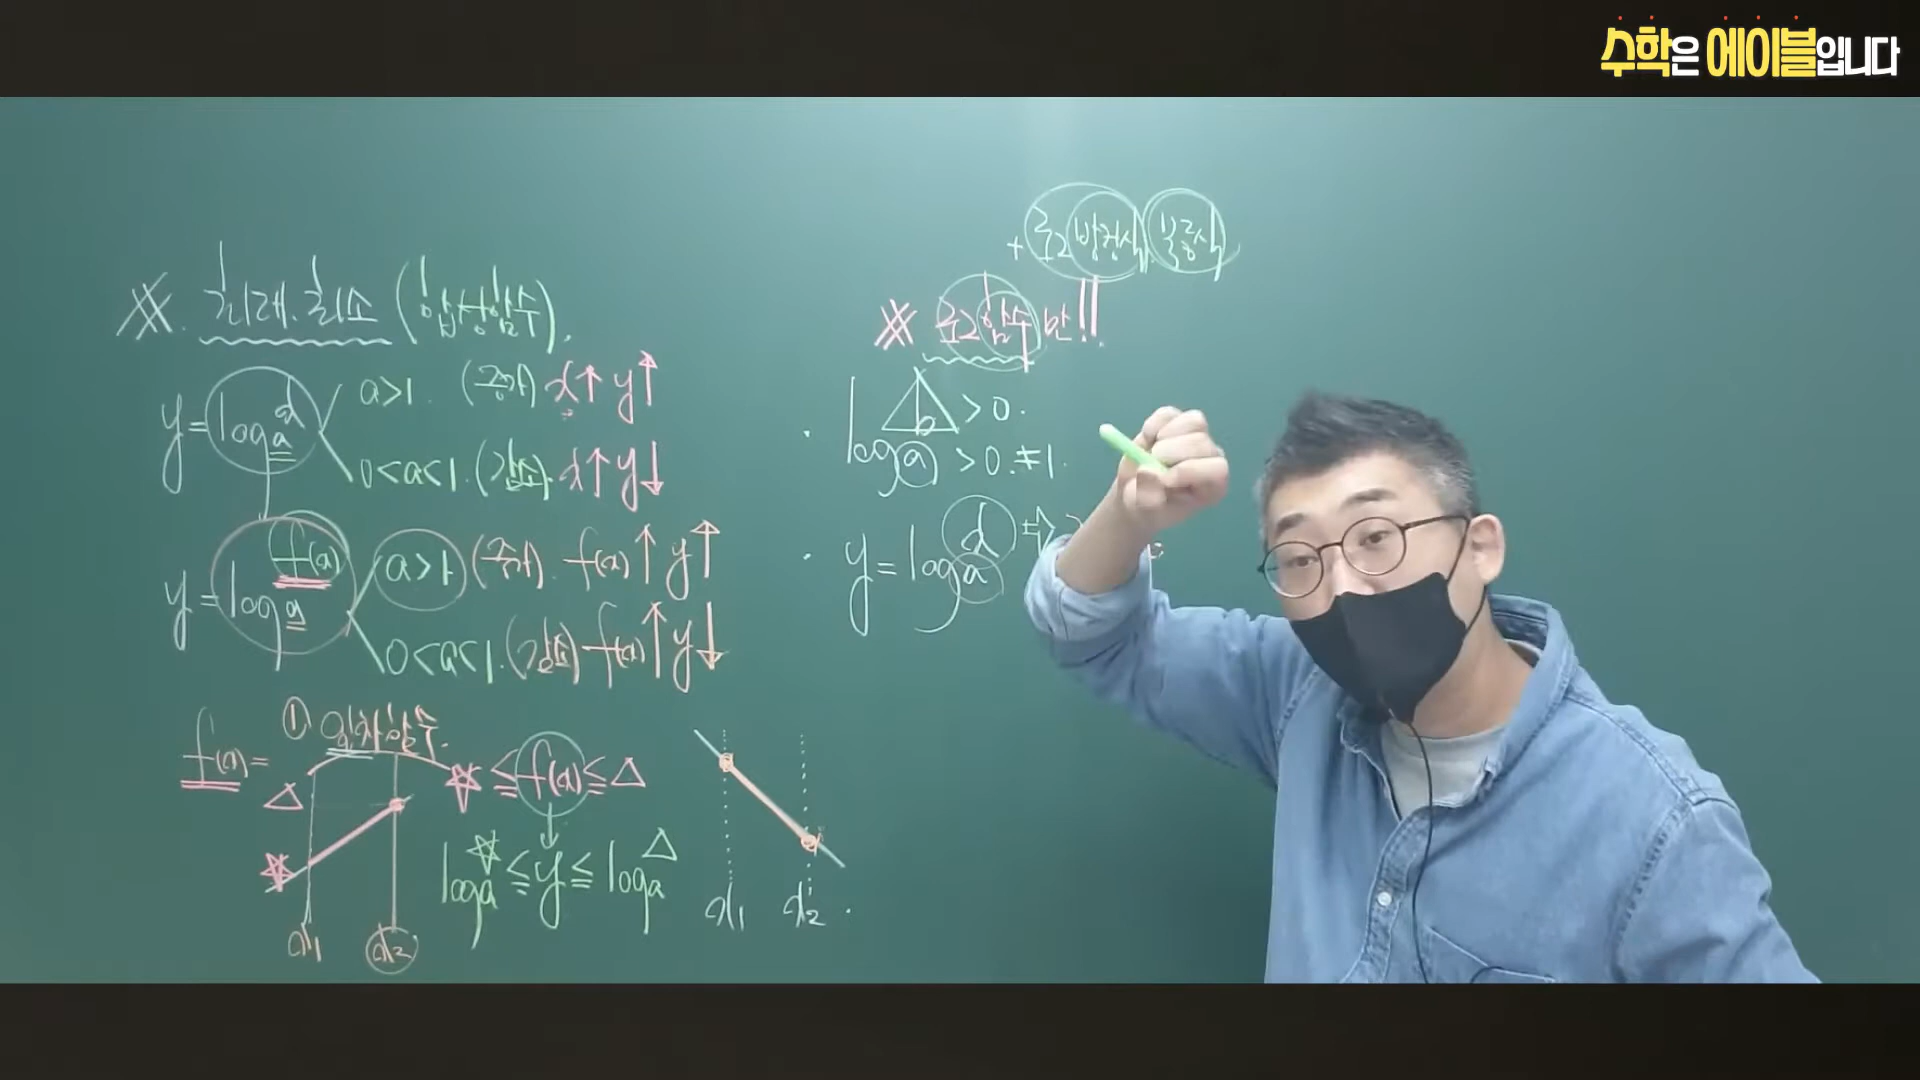 수학은 에이블입니다
※. 최대.최소 (합성함수).
y=log_a x
a>1. (증가) x↑ y↑
0<a<1. (감소). x↑ y↓
y=log_a f(x)
a>1 (증가). f(x)↑ y↑
0<a<1. (감소) f(x)↑ y↓
f(x)=
① 일차함수.
△
☆
x₁
x₂
☆≤f(x)≤△
log_a ☆≤y≤log_a △
x₁ x₂.
+로그방정식, 부등식
※ 로그함수만!!
b>0.
log a>0.≠1.
y=log_a x ⇒